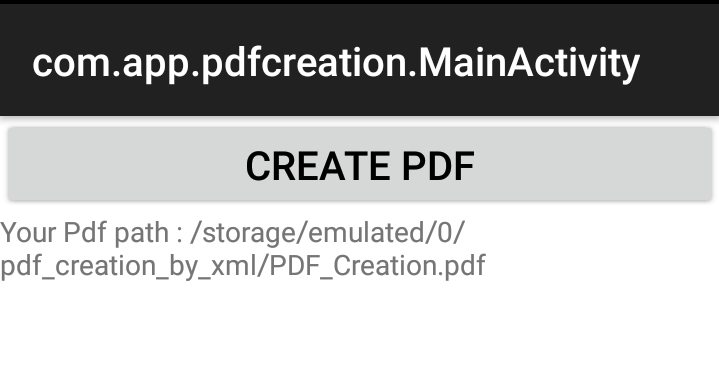 com.app.pdfcreation.MainActivity
CREATE PDF
Your Pdf path : /storage/emulated/0/
pdf_creation_by_xml/PDF_Creation.pdf